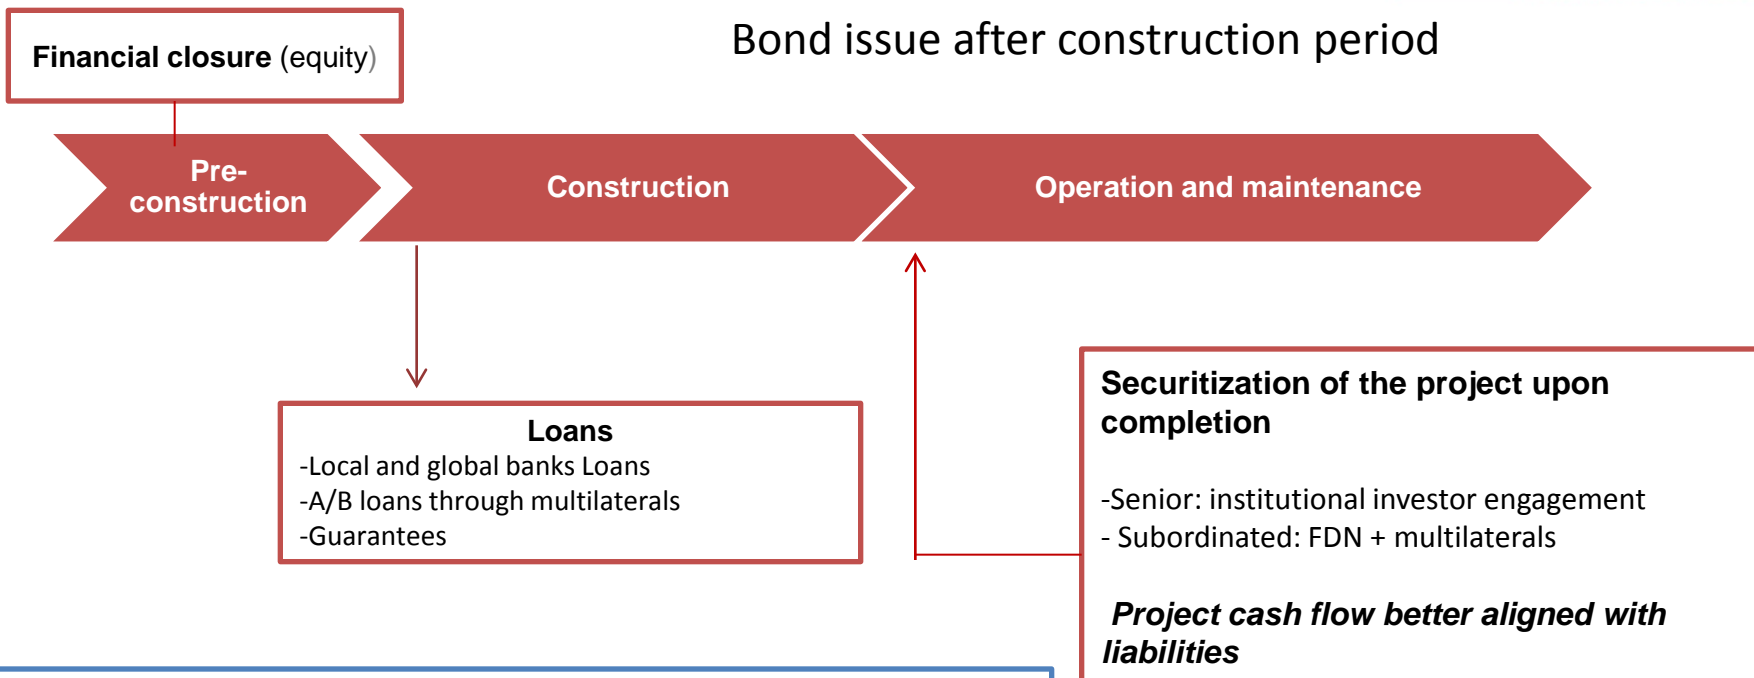 Financial closure (equity)
Bond issue after construction period
Pre-
construction
Construction
Operation and maintenance
Loans
-Local and global banks Loans
-A/B loans through multilaterals
-Guarantees
Securitization of the project upon
completion
-Senior: institutional investor engagement
- Subordinated: FDN + multilaterals
Project cash flow better aligned with
liabilities